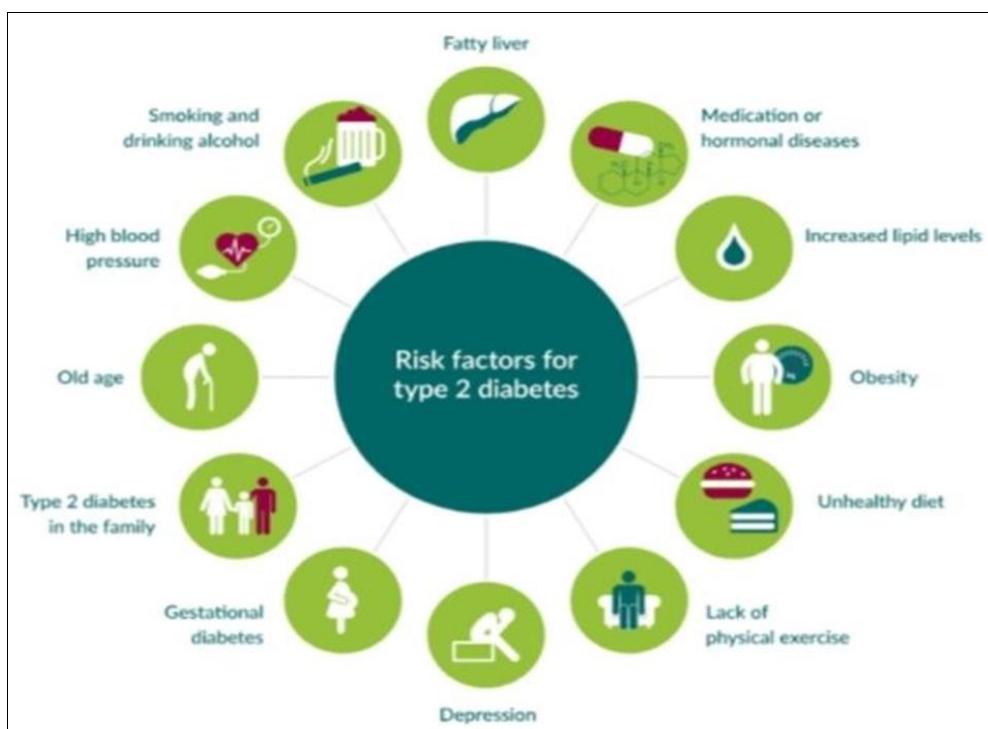 Fatty liver
Medication or
hormonal diseases
Increased lipid levels
Obesity
Unhealthy diet
Lack of
physical exercise
Depression
Gestational
diabetes
Type 2 diabetes
in the family
Old age
High blood
pressure
Smoking and
drinking alcohol
Risk factors for
type 2 diabetes